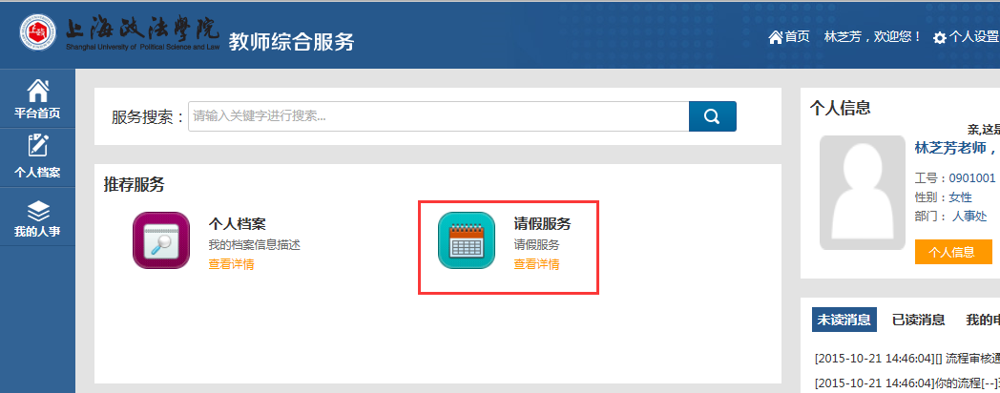 上海政法學院
Shanghai University of Political Science and Law
教师综合服务
首页 林芝芳，欢迎您！ 个人设置
平台首页
个人档案
我的人事
服务搜索：
请输入关键字进行搜索...
推荐服务
个人档案
我的档案信息描述
查看详情
请假服务
请假服务
查看详情
个人信息
亲,这是
林芝芳老师，
工号：0901001
性别：女性
部门： 人事处
个人信息
未读消息 已读消息 我的申
[2015-10-21 14:46:04][] 流程审核通
[2015-10-21 14:46:04]你的流程[--]